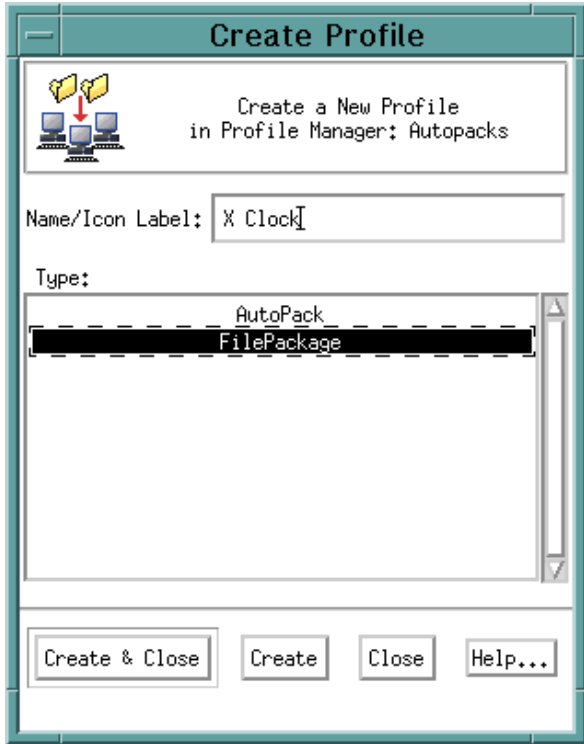 Create Profile
Create a New Profile
in Profile Manager: Autopacks
Name/Icon Label: X Clock
Type:
AutoPack
FilePackage
Create & Close Create Close Help...